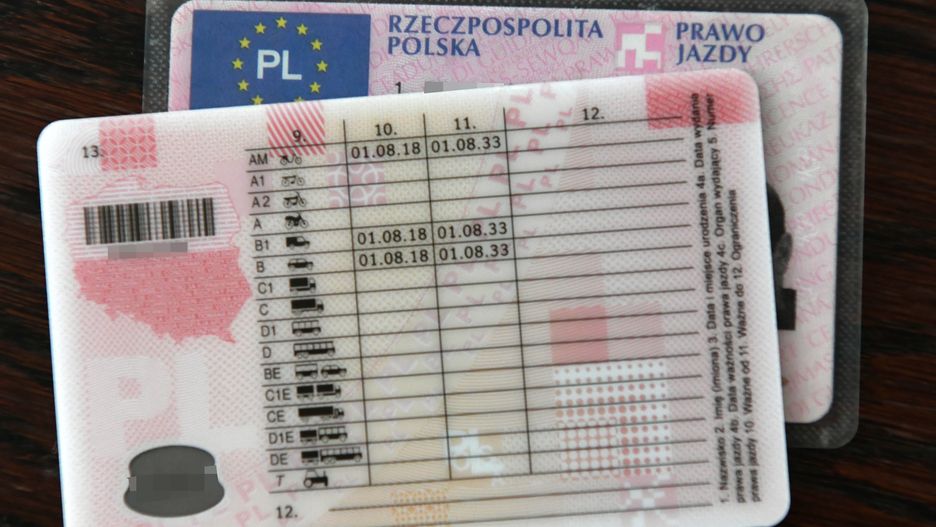 PL
RZECZPOSPOLITA
POLSKA
PRAWO
JAZDY
1.
13.
9. 10. 11. 12.
AM 01.08.18 01.08.33
A1
A2
A
B1 01.08.18 01.08.33
B 01.08.18 01.08.33
C1
C
D1
D
BE
C1E
CE
D1E
DE
T
12.
PL
1. Nazwisko 2. Imię (imiona) 3. Data i miejsce urodzenia 4a. Data wydania
prawa jazdy 4b. Data ważności prawa jazdy 4c. Organ wydający 5. Numer
prawa jazdy 10. Ważne od 11. Ważne do 12. Ograniczenia